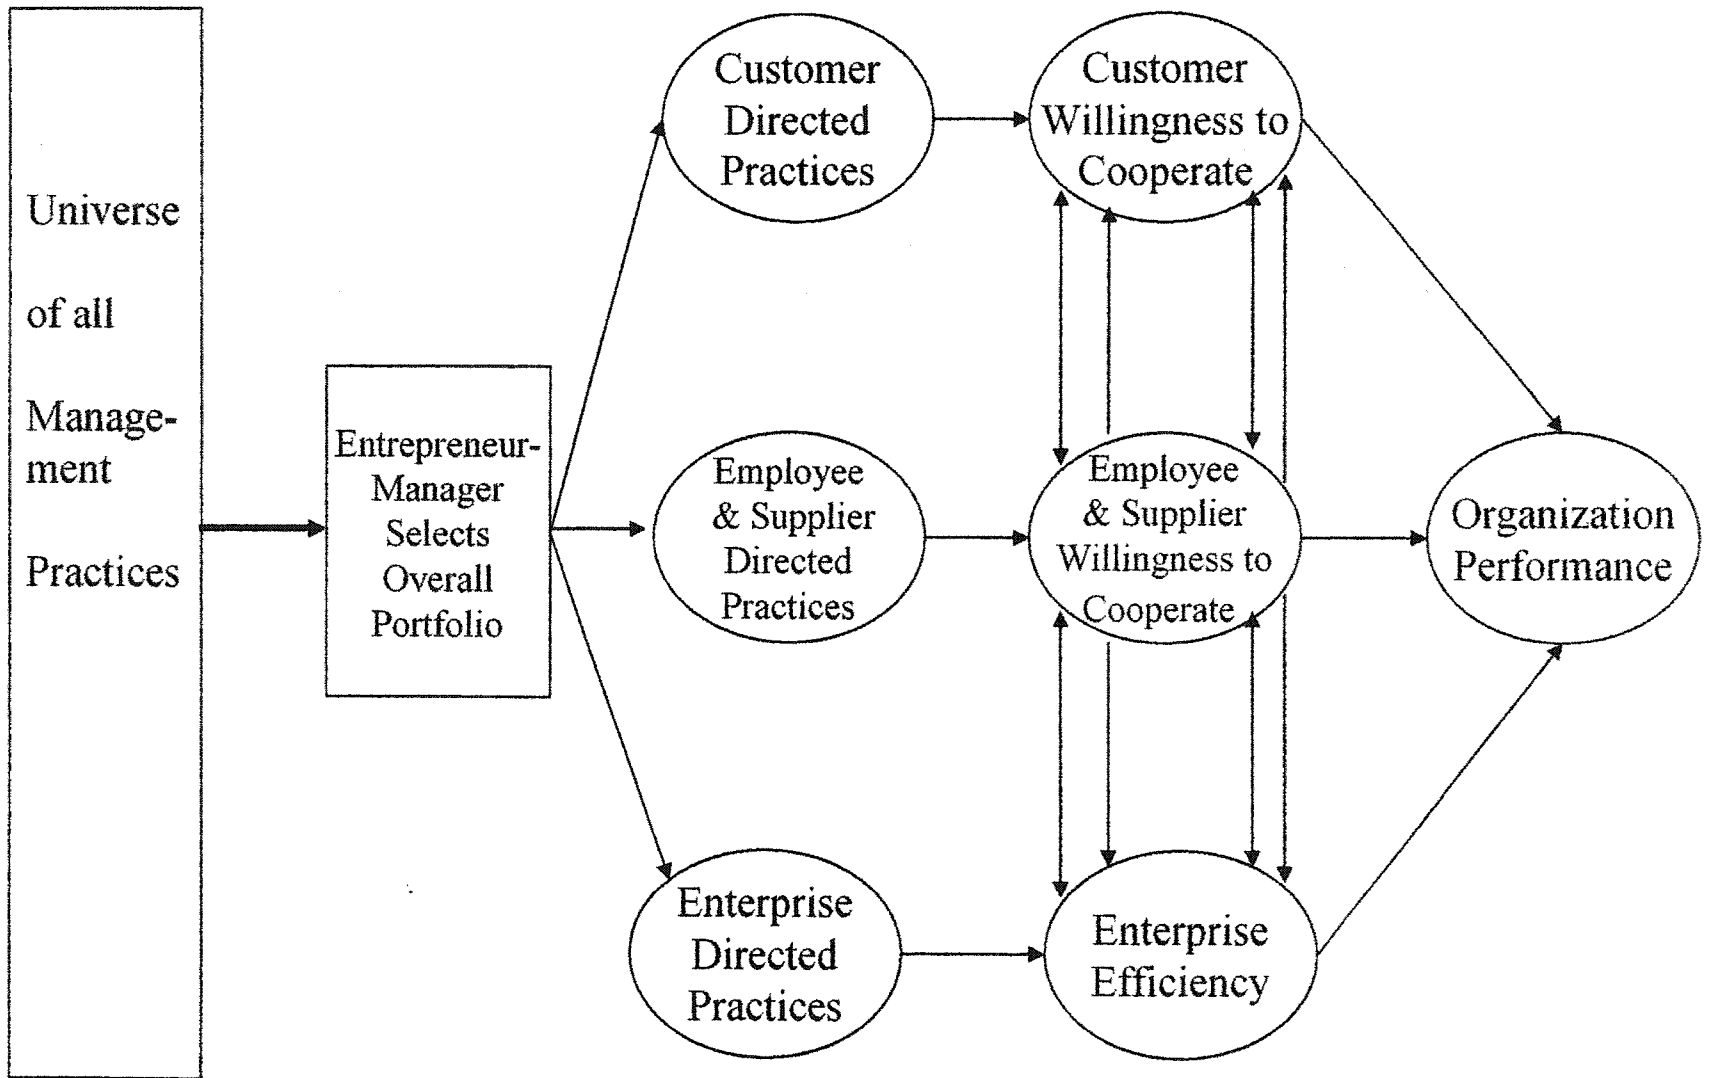 Universe
of all
Manage-
ment
Practices
Entrepreneur-
Manager
Selects
Overall
Portfolio
Customer
Directed
Practices
Employee
& Supplier
Directed
Practices
Enterprise
Directed
Practices
Customer
Willingness to
Cooperate
Employee
& Supplier
Willingness to
Cooperate
Enterprise
Efficiency
Organization
Performance